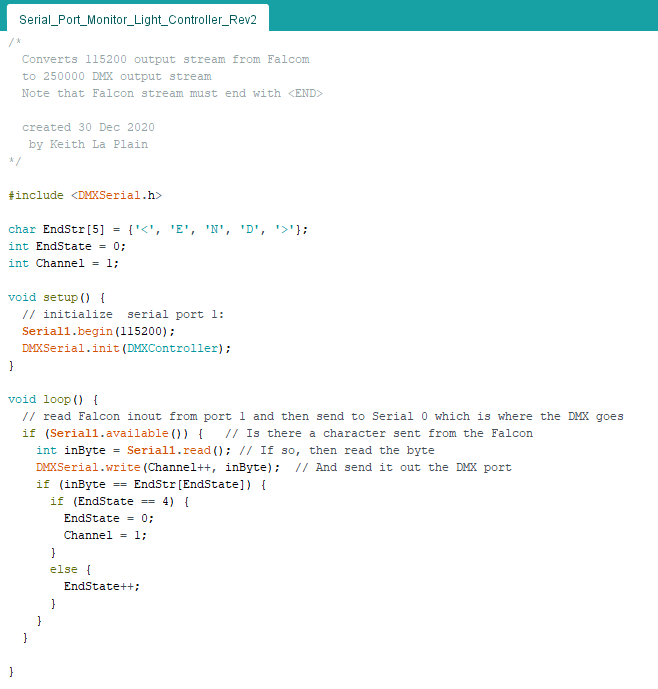 Serial_Port_Monitor_Light_Controller_Rev2
/*
  Converts 115200 output stream from Falcom
  to 250000 DMX output stream
  Note that Falcon stream must end with <END>

  created 30 Dec 2020
   by Keith La Plain
*/

#include <DMXSerial.h>

char EndStr[5] = {'<', 'E', 'N', 'D', '>'};
int EndState = 0;
int Channel = 1;

void setup() {
  // initialize  serial port 1:
  Serial1.begin(115200);
  DMXSerial.init(DMXController);
}

void loop() {
  // read Falcon inout from port 1 and then send to Serial 0 which is where the DMX goes
  if (Serial1.available()) {   // Is there a character sent from the Falcon
    int inByte = Serial1.read(); // If so, then read the byte
    DMXSerial.write(Channel++, inByte);  // And send it out the DMX port
    if (inByte == EndStr[EndState]) {
      if (EndState == 4) {
        EndState = 0;
        Channel = 1;
      }
      else {
        EndState++;
      }
    }
  }

}